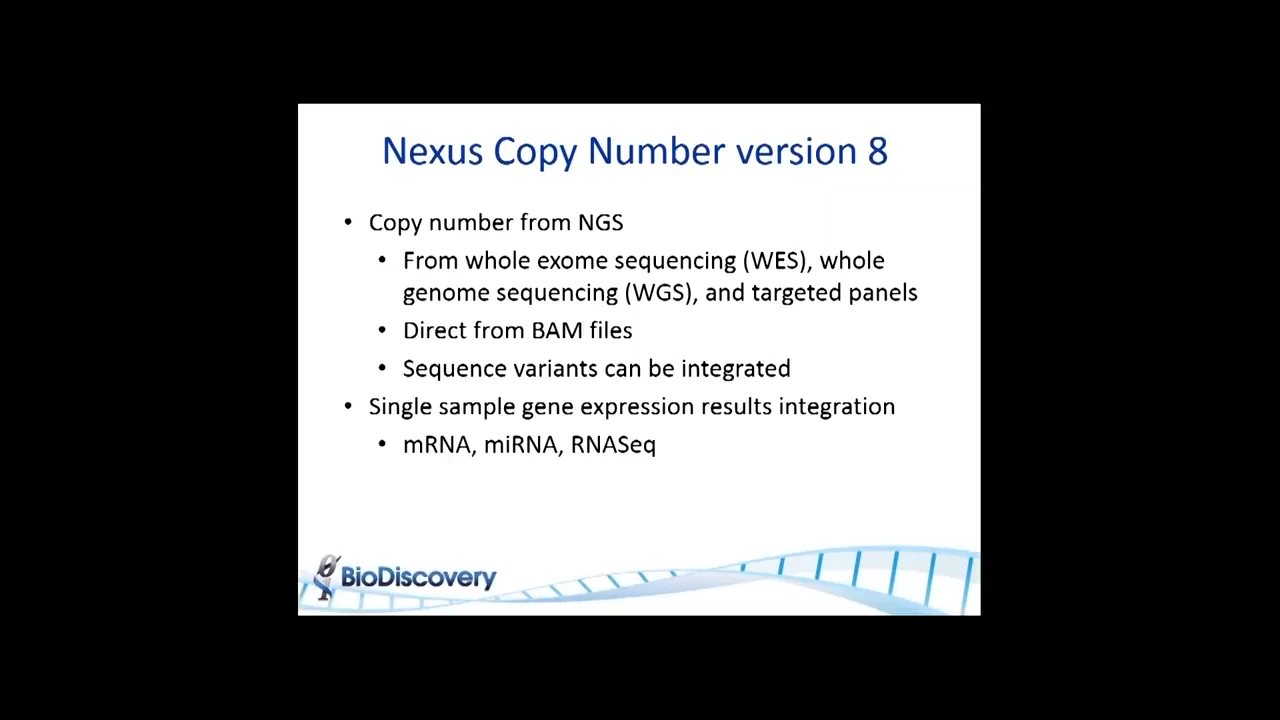 Nexus Copy Number version 8
• Copy number from NGS
• From whole exome sequencing (WES), whole
genome sequencing (WGS), and targeted panels
• Direct from BAM files
• Sequence variants can be integrated
• Single sample gene expression results integration
• mRNA, miRNA, RNASeq
BioDiscovery